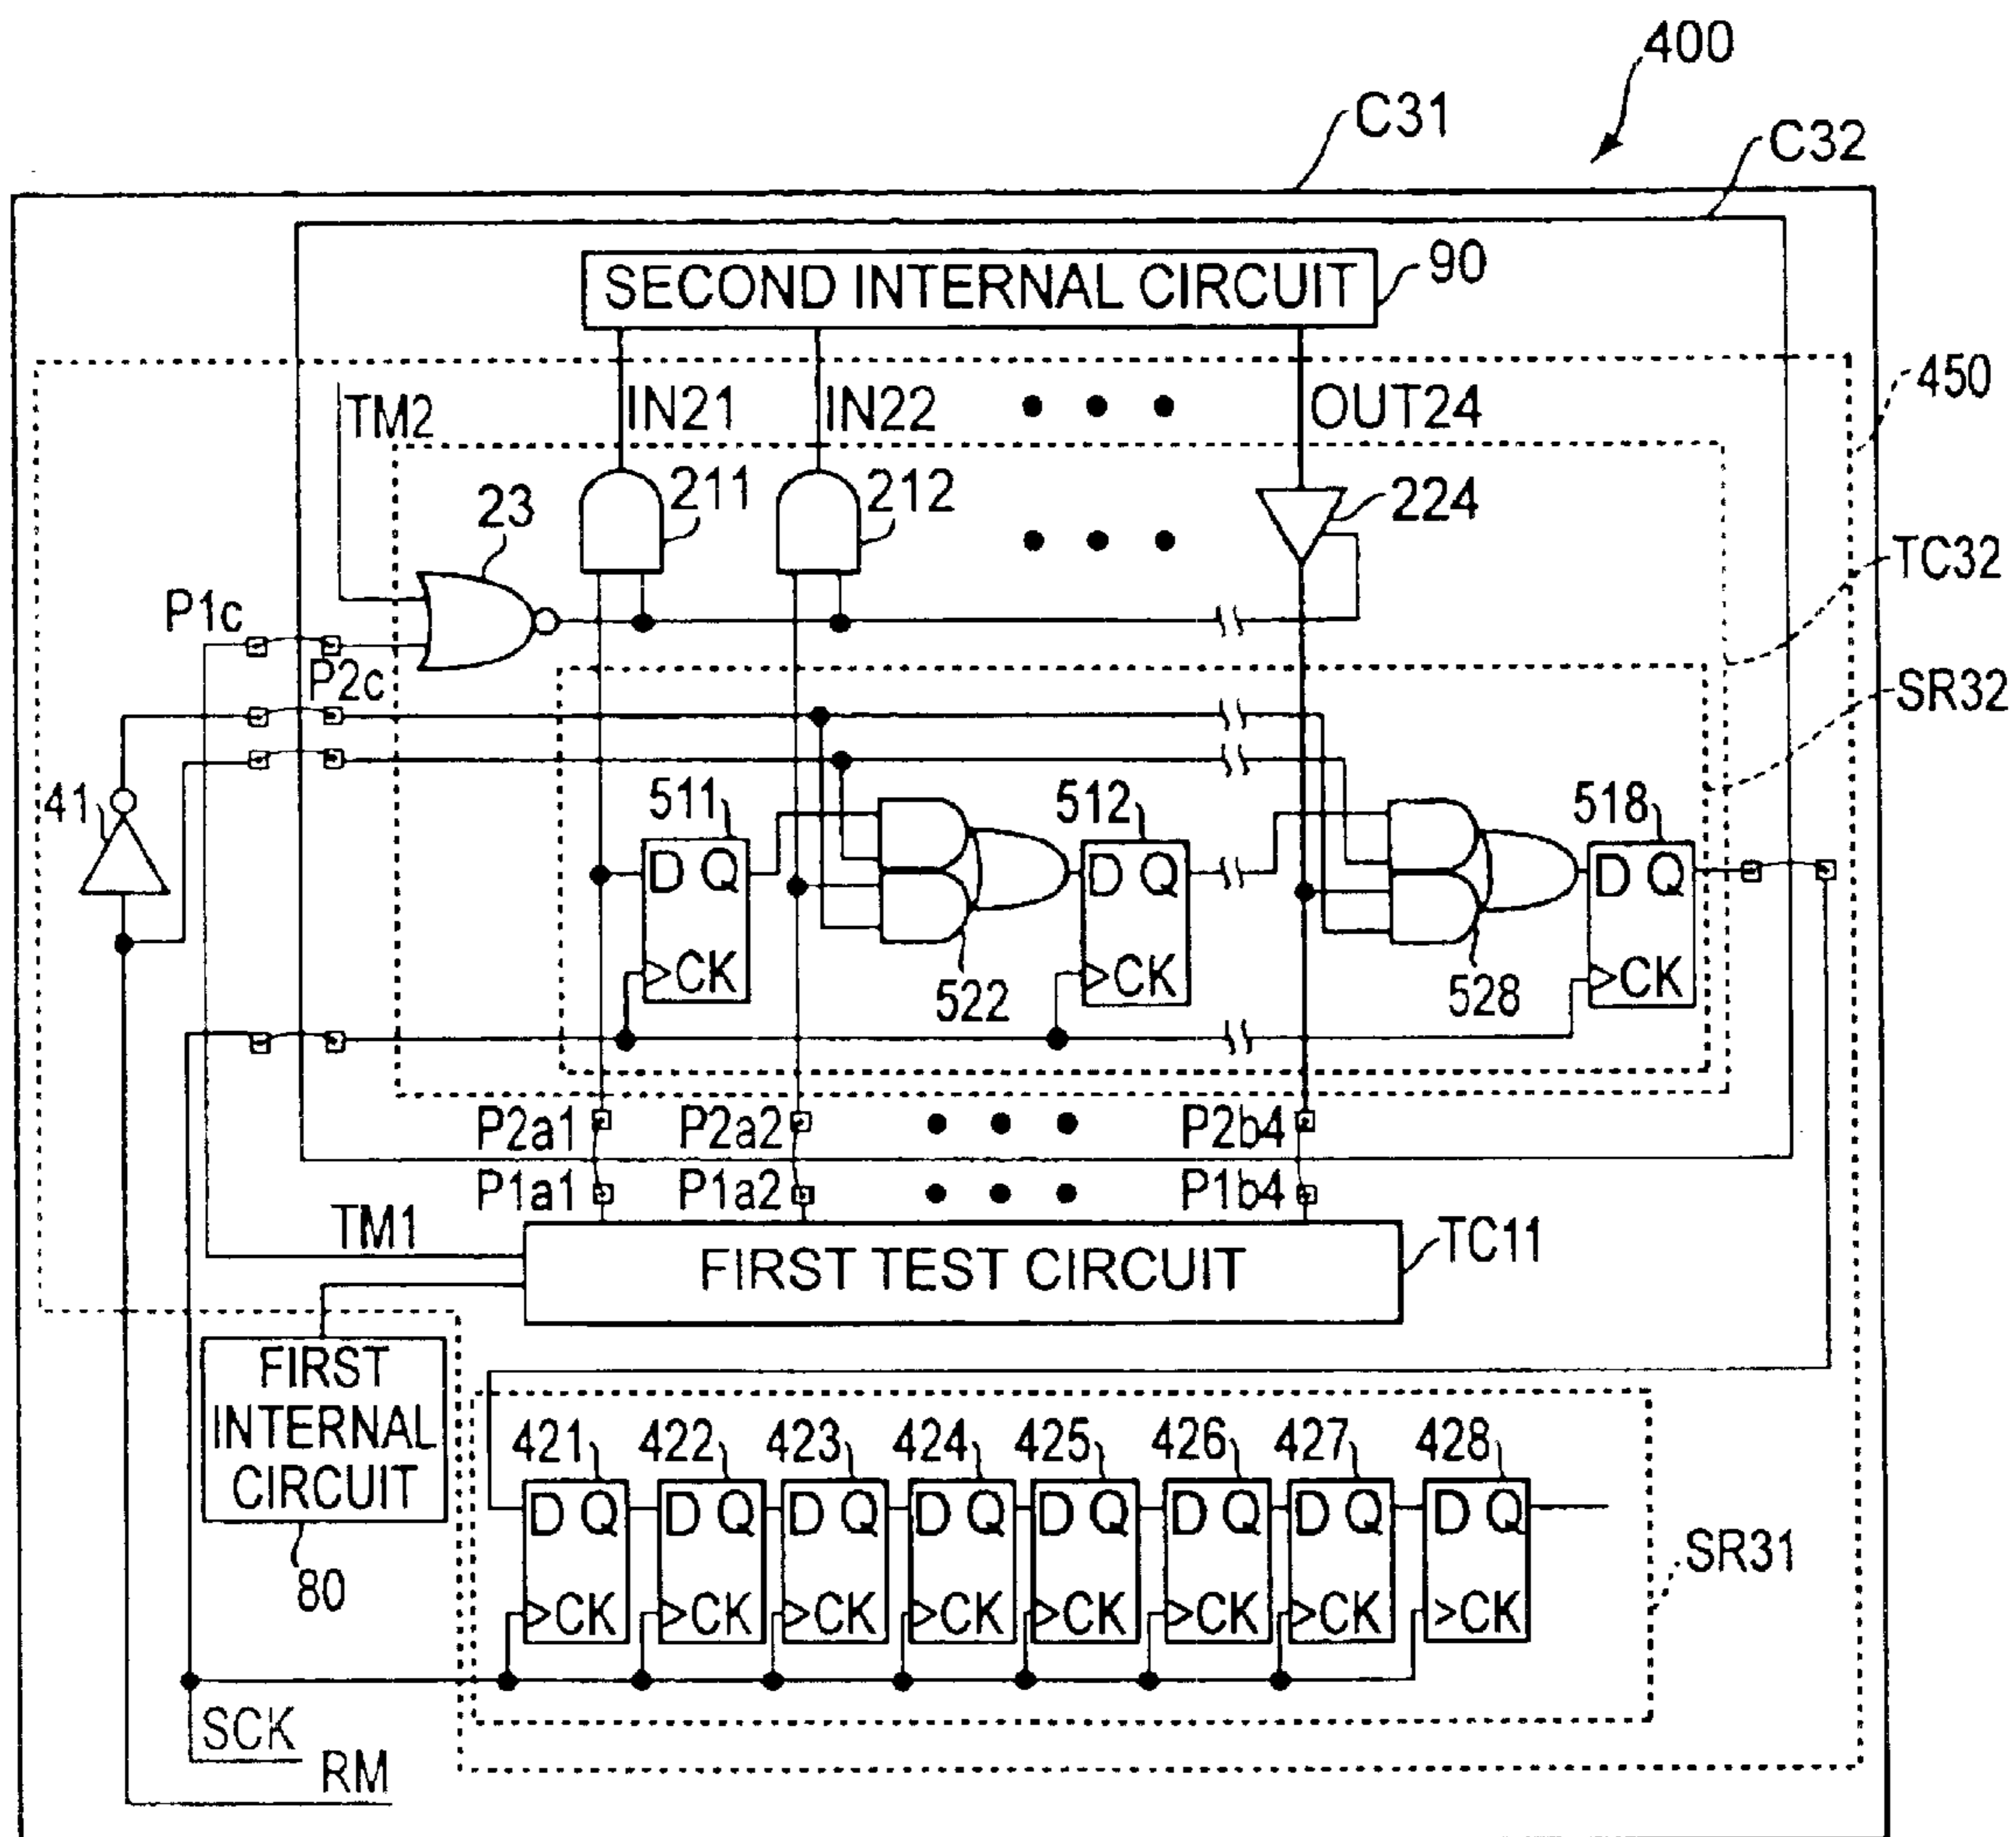 400
C31
C32
SECOND INTERNAL CIRCUIT
90
450
TM2
IN21
IN22
OUT24
23
211
212
224
TC32
P1c
P2c
SR32
41
511
512
518
D Q
D Q
D Q
CK
CK
CK
522
528
P2a1
P2a2
P2b4
P1a1
P1a2
P1b4
TM1
FIRST TEST CIRCUIT
TC11
FIRST
INTERNAL
CIRCUIT
80
421
422
423
424
425
426
427
428
D Q
D Q
D Q
D Q
D Q
D Q
D Q
D Q
CK
CK
CK
CK
CK
CK
CK
CK
SR31
SCK
RM